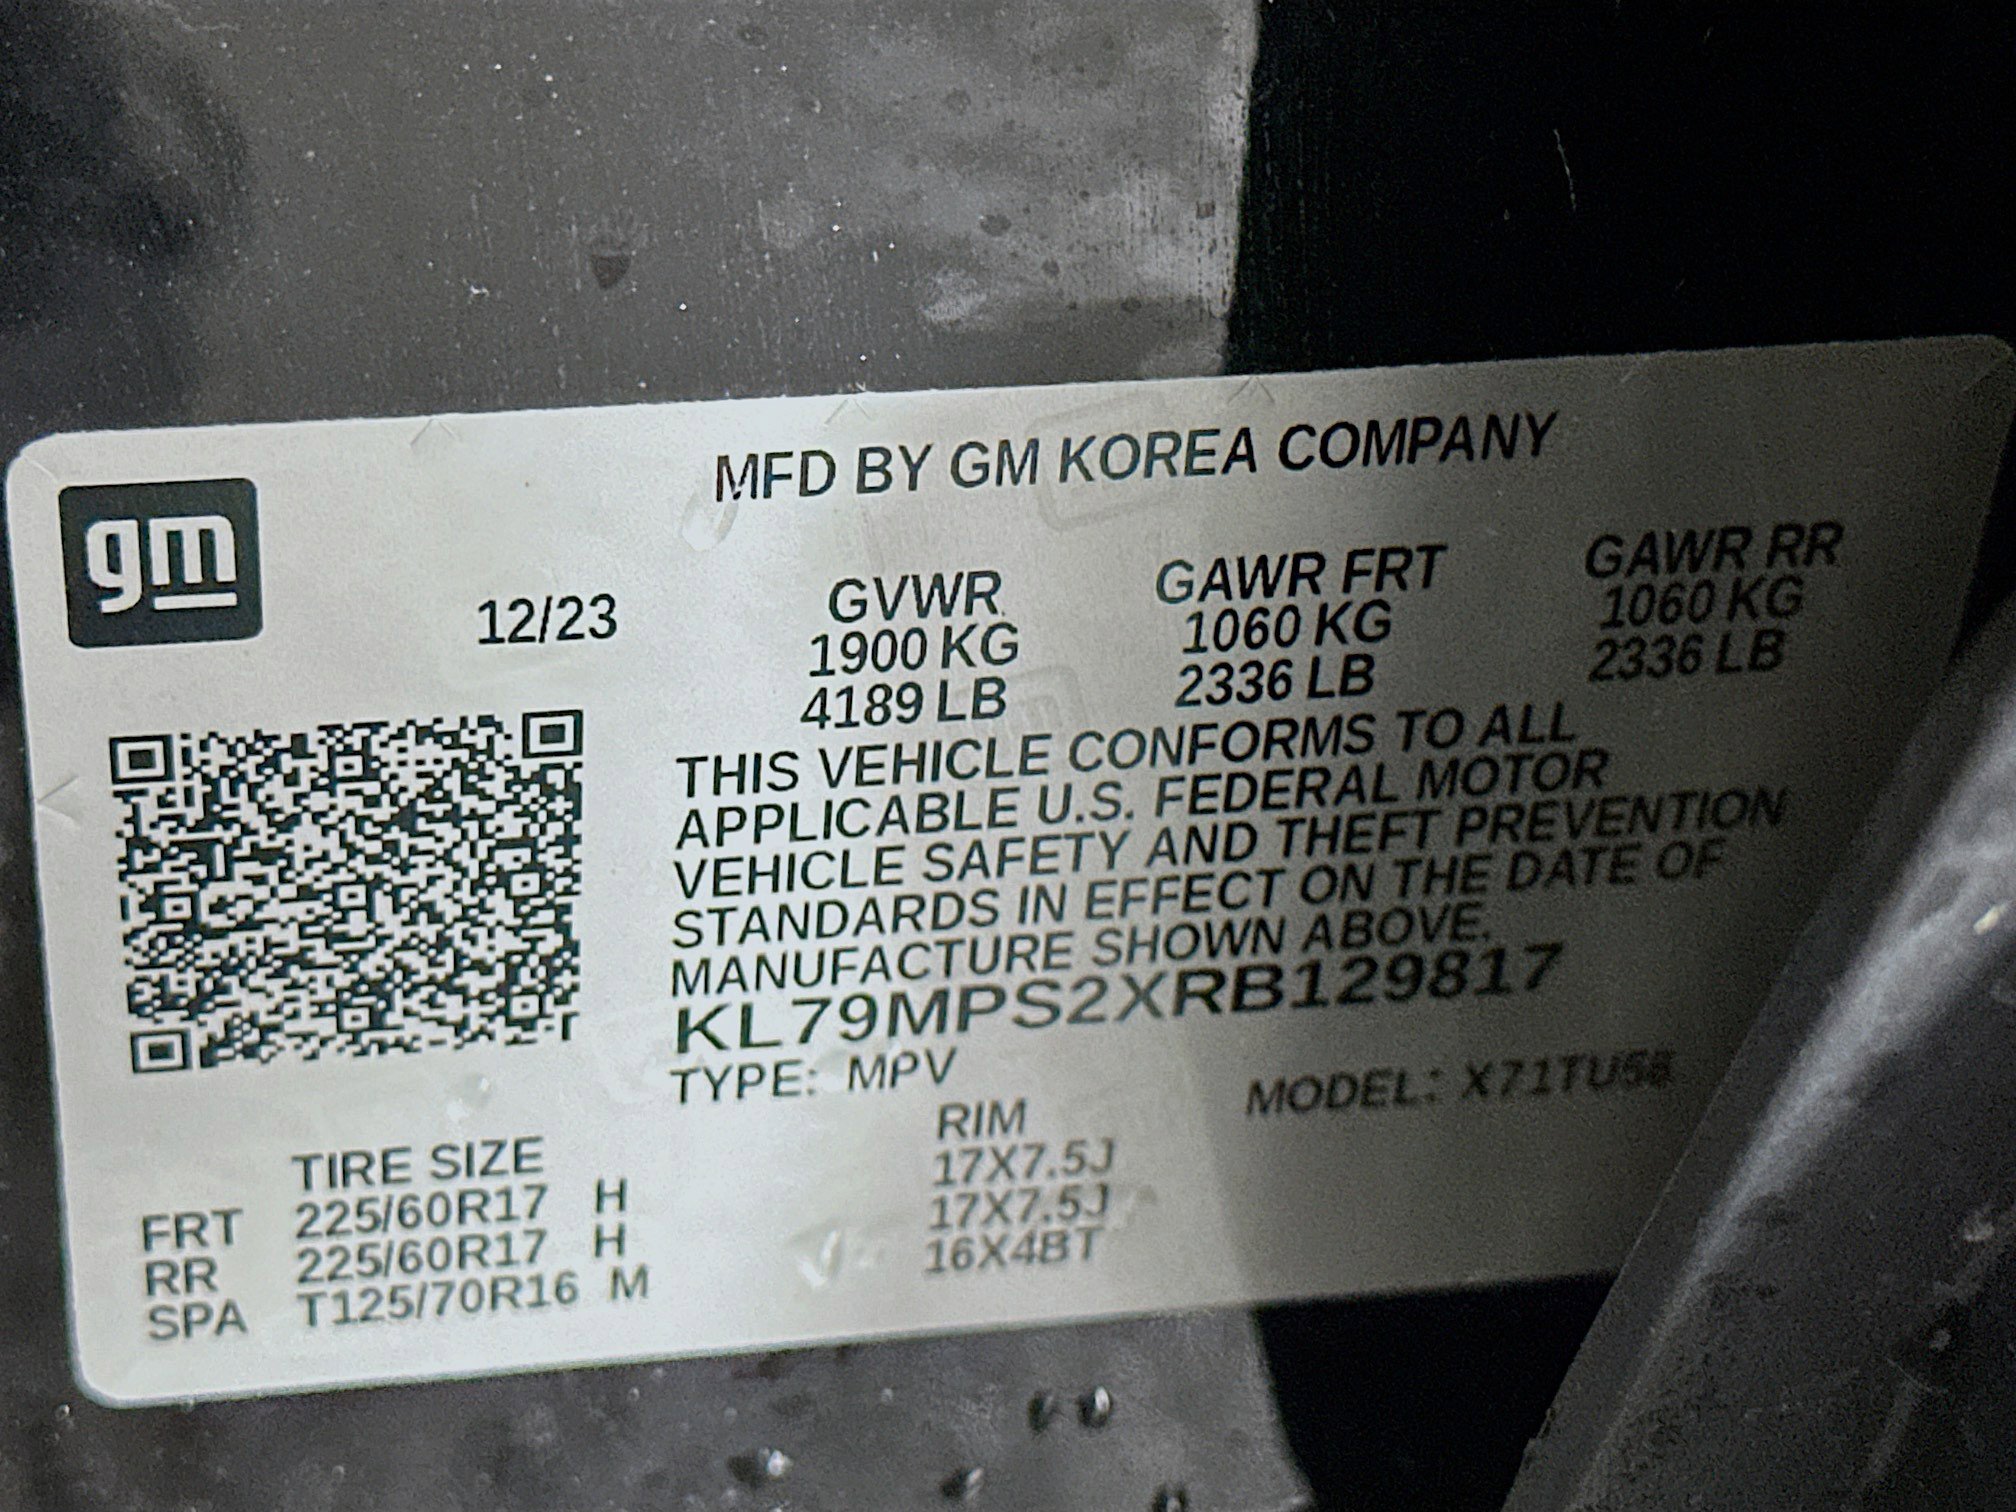 MFD BY GM KOREA COMPANY
gm
12/23
GVWR GAWR FRT GAWR RR
1900 KG 1060 KG 1060 KG
4189 LB 2336 LB 2336 LB
THIS VEHICLE CONFORMS TO ALL
APPLICABLE U.S. FEDERAL MOTOR
VEHICLE SAFETY AND THEFT PREVENTION
STANDARDS IN EFFECT ON THE DATE OF
MANUFACTURE SHOWN ABOVE.
KL79MPS2XRB129817
TYPE: MPV MODEL:
TIRE SIZE RIM
FRT 225/60R17 H 17X7.5J
RR 225/60R17 H 17X7.5J
SPA T125/70R16 M 16X4BT